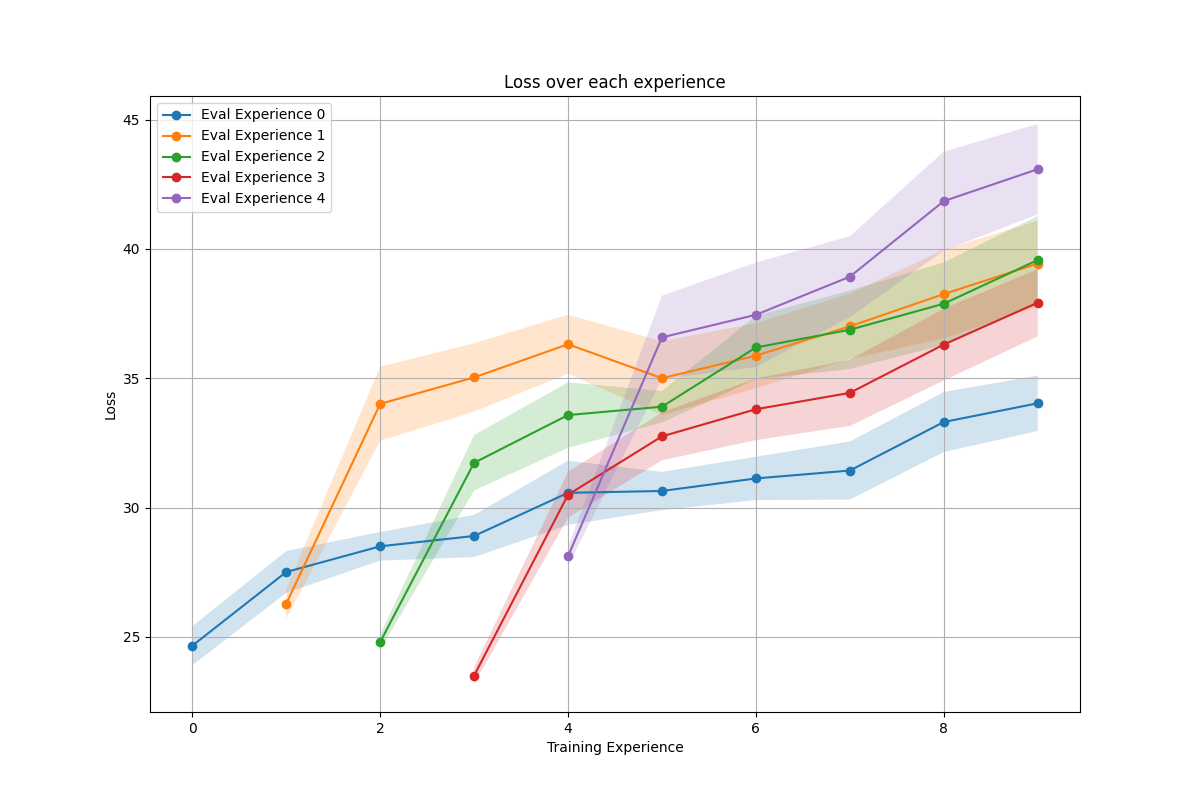 Loss over each experience
Eval Experience 0
Eval Experience 1
Eval Experience 2
Eval Experience 3
Eval Experience 4
45
40
35
30
25
Loss
0 2 4 6 8
Training Experience